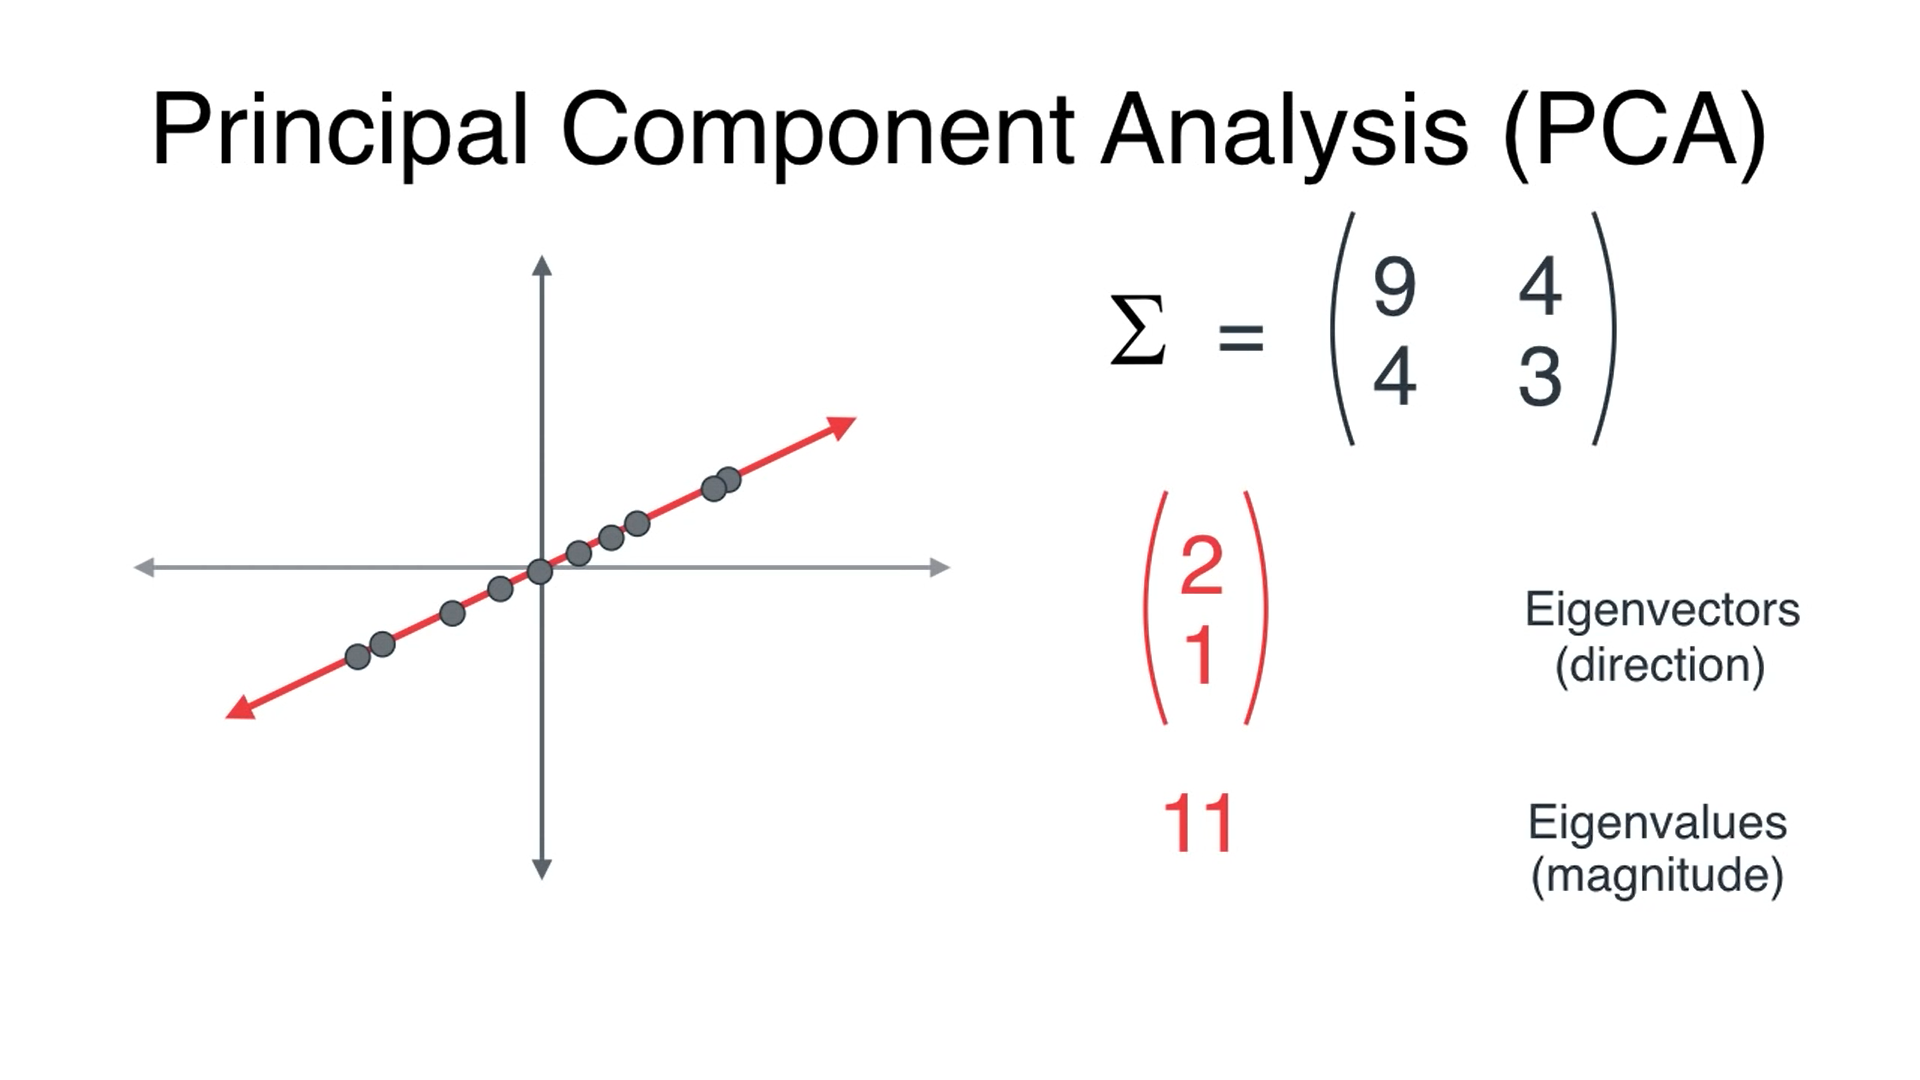 Principal Component Analysis (PCA)
Σ = ( 9 4
4 3 )
( 2
1 )
Eigenvectors
(direction)
11
Eigenvalues
(magnitude)